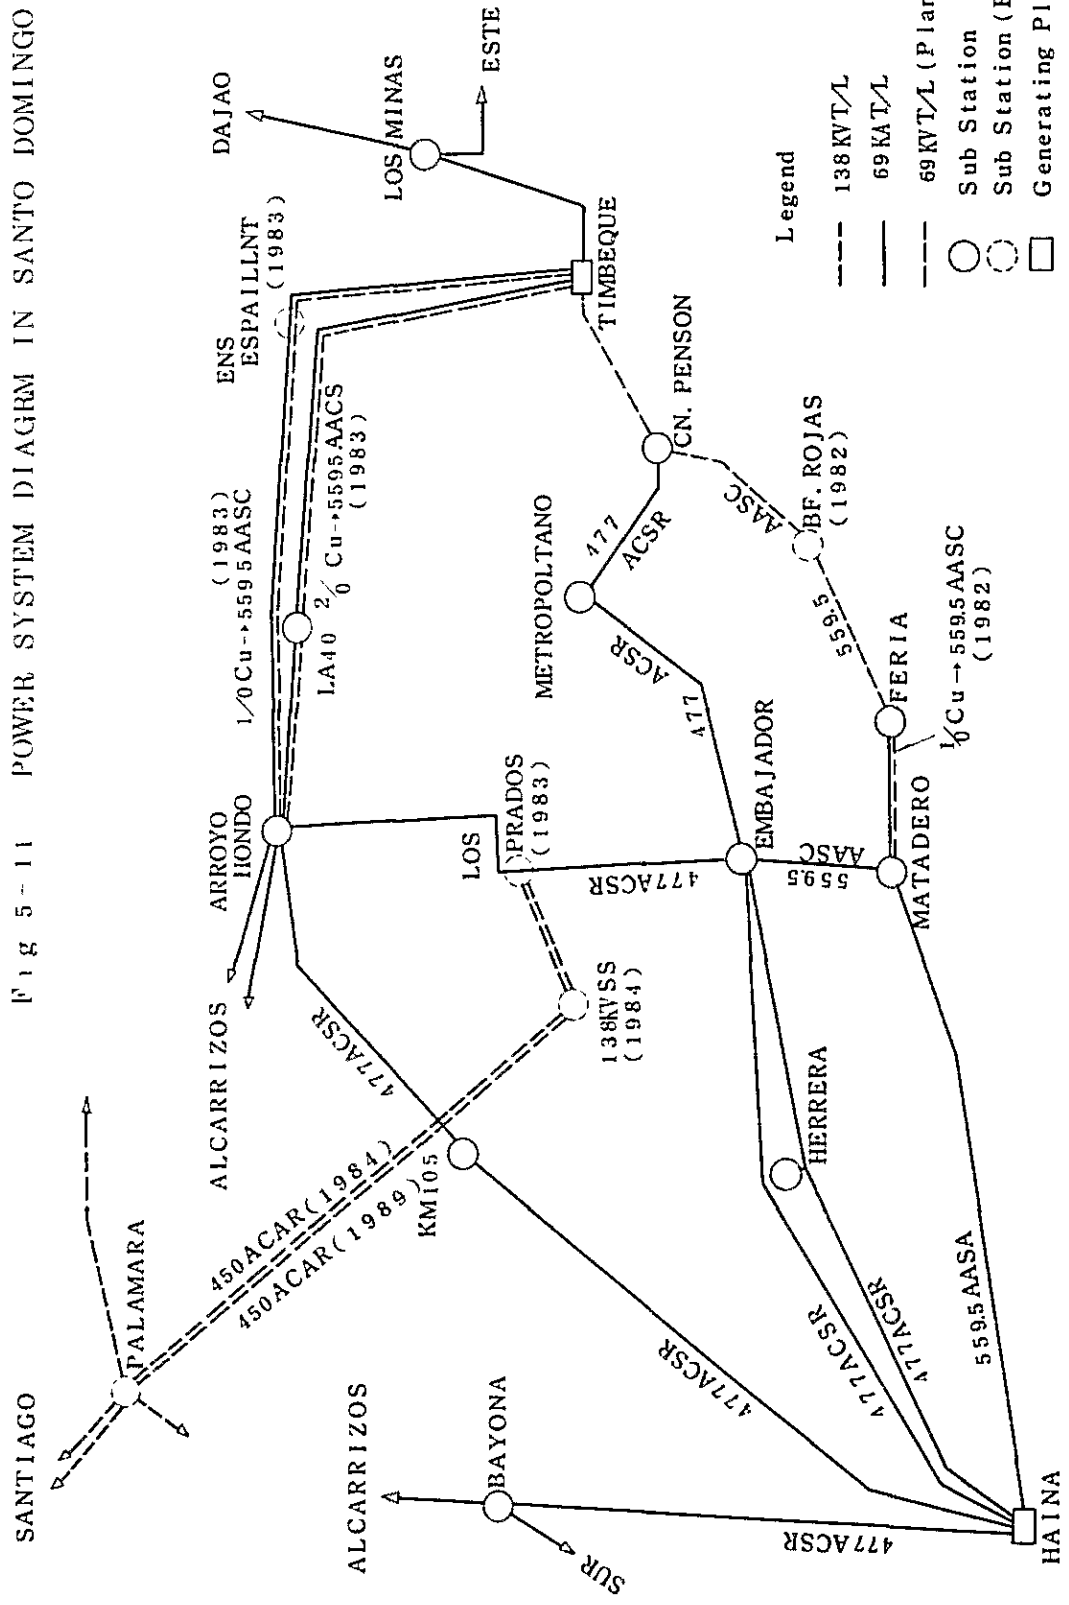 Fig 5-11 POWER SYSTEM DIAGRM IN SANTO DOMINGO
SANTIAGO
PALAMARA
450ACAR(1984)
450ACAR(1989)
ALCARRIZOS
ARROYO
HONDO
(1983)
1/0Cu→559.5AASC
ENS
ESPAILLNT
(1983)
DAJAO
LOS MINAS
ESTE
LA40
2/0 Cu→559.5AACS
(1983)
477ACSR
KM105
LOS
PRADOS
(1983)
138KVSS
(1984)
METROPOLTANO
477
ACSR
TIMBEQUE
CN. PENSON
ALCARRIZOS
BAYONA
SUR
477ACSR
477ACSR
ACSR
477
AASC
BF. ROJAS
(1982)
559.5
EMBAJADOR
477ACSR
559.5
AASC
FERIA
1/0Cu→559.5AASC
(1982)
MATADERO
HERRERA
477ACSR
477ACSR
559.5AASA
HAINA
Legend
138KVT/L
69KAT/L
69KVT/L (Plan
Sub Station
Sub Station (
Generating Pl